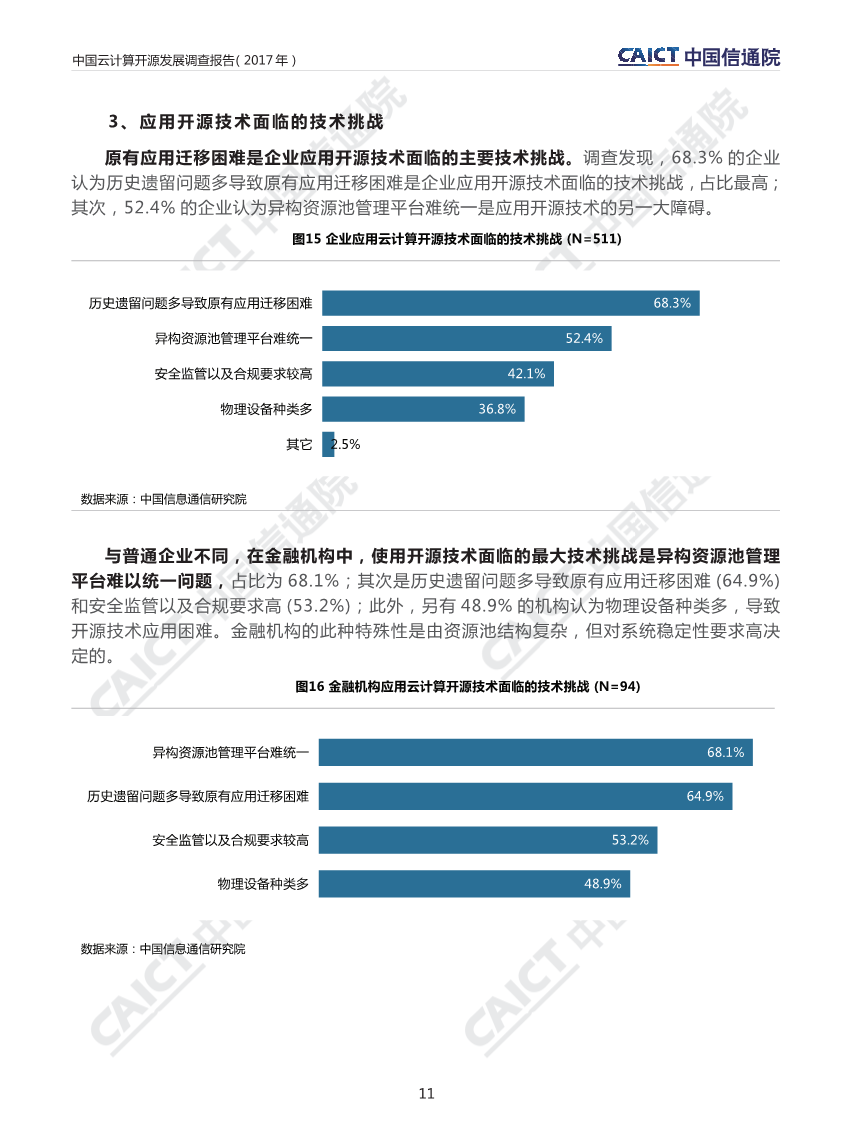 中国云计算开源发展调查报告( 2017 年 )
CAICT 中国信通院
3、应用开源技术面临的技术挑战
原有应用迁移困难是企业应用开源技术面临的主要技术挑战。调查发现，68.3% 的企业
认为历史遗留问题多导致原有应用迁移困难是企业应用开源技术面临的技术挑战，占比最高；
其次，52.4% 的企业认为异构资源池管理平台难统一是应用开源技术的另一大障碍。
图15 企业应用云计算开源技术面临的技术挑战 (N=511)
历史遗留问题多导致原有应用迁移困难 68.3%
异构资源池管理平台难统一 52.4%
安全监管以及合规要求较高 42.1%
物理设备种类多 36.8%
其它 2.5%
数据来源：中国信息通信研究院
与普通企业不同，在金融机构中，使用开源技术面临的最大技术挑战是异构资源池管理
平台难以统一问题，占比为 68.1%；其次是历史遗留问题多导致原有应用迁移困难 (64.9%)
和安全监管以及合规要求高 (53.2%)；此外，另有 48.9% 的机构认为物理设备种类多，导致
开源技术应用困难。金融机构的此种特殊性是由资源池结构复杂，但对系统稳定性要求高决
定的。
图16 金融机构应用云计算开源技术面临的技术挑战 (N=94)
异构资源池管理平台难统一 68.1%
历史遗留问题多导致原有应用迁移困难 64.9%
安全监管以及合规要求较高 53.2%
物理设备种类多 48.9%
数据来源：中国信息通信研究院
11